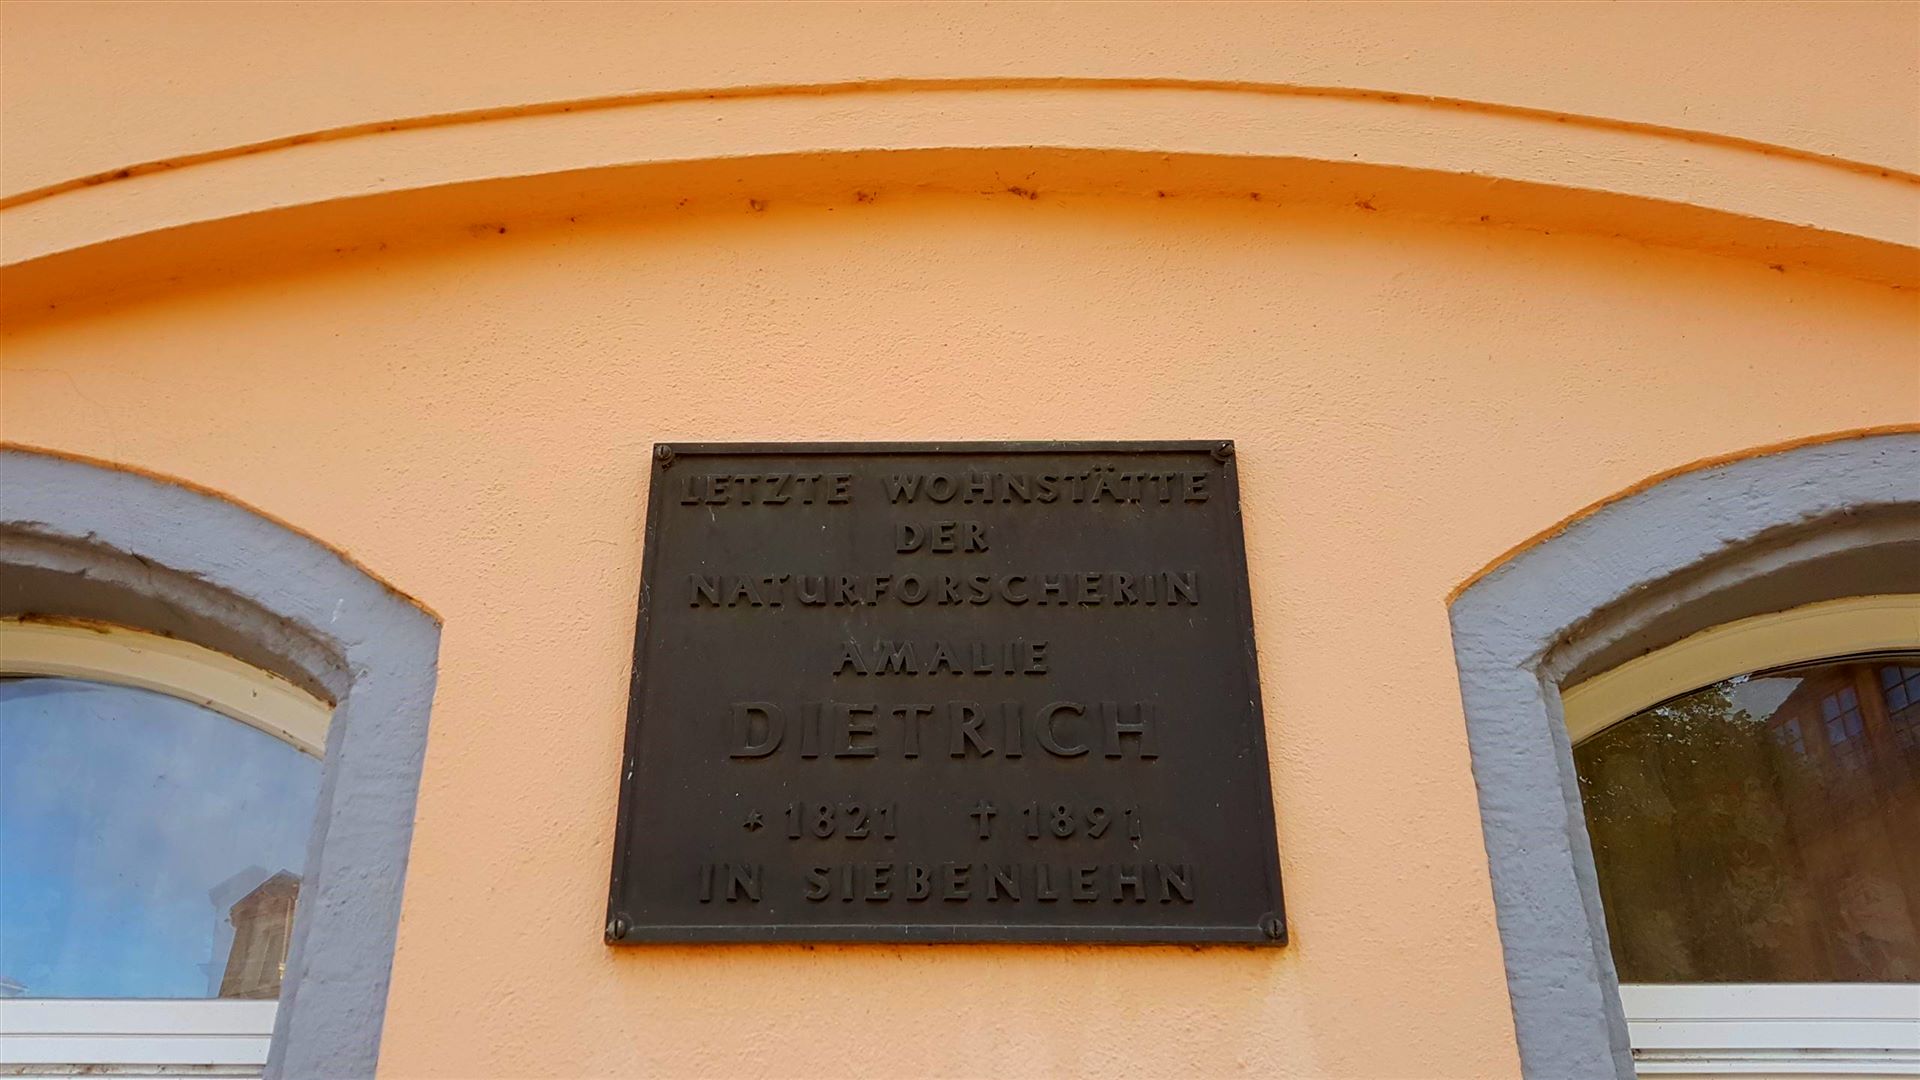 LETZTE WOHNSTÄTTE
DER
NATURFORSCHERIN
AMALIE
DIETRICH
* 1821 ✝ 1891
IN SIEBENLEHN